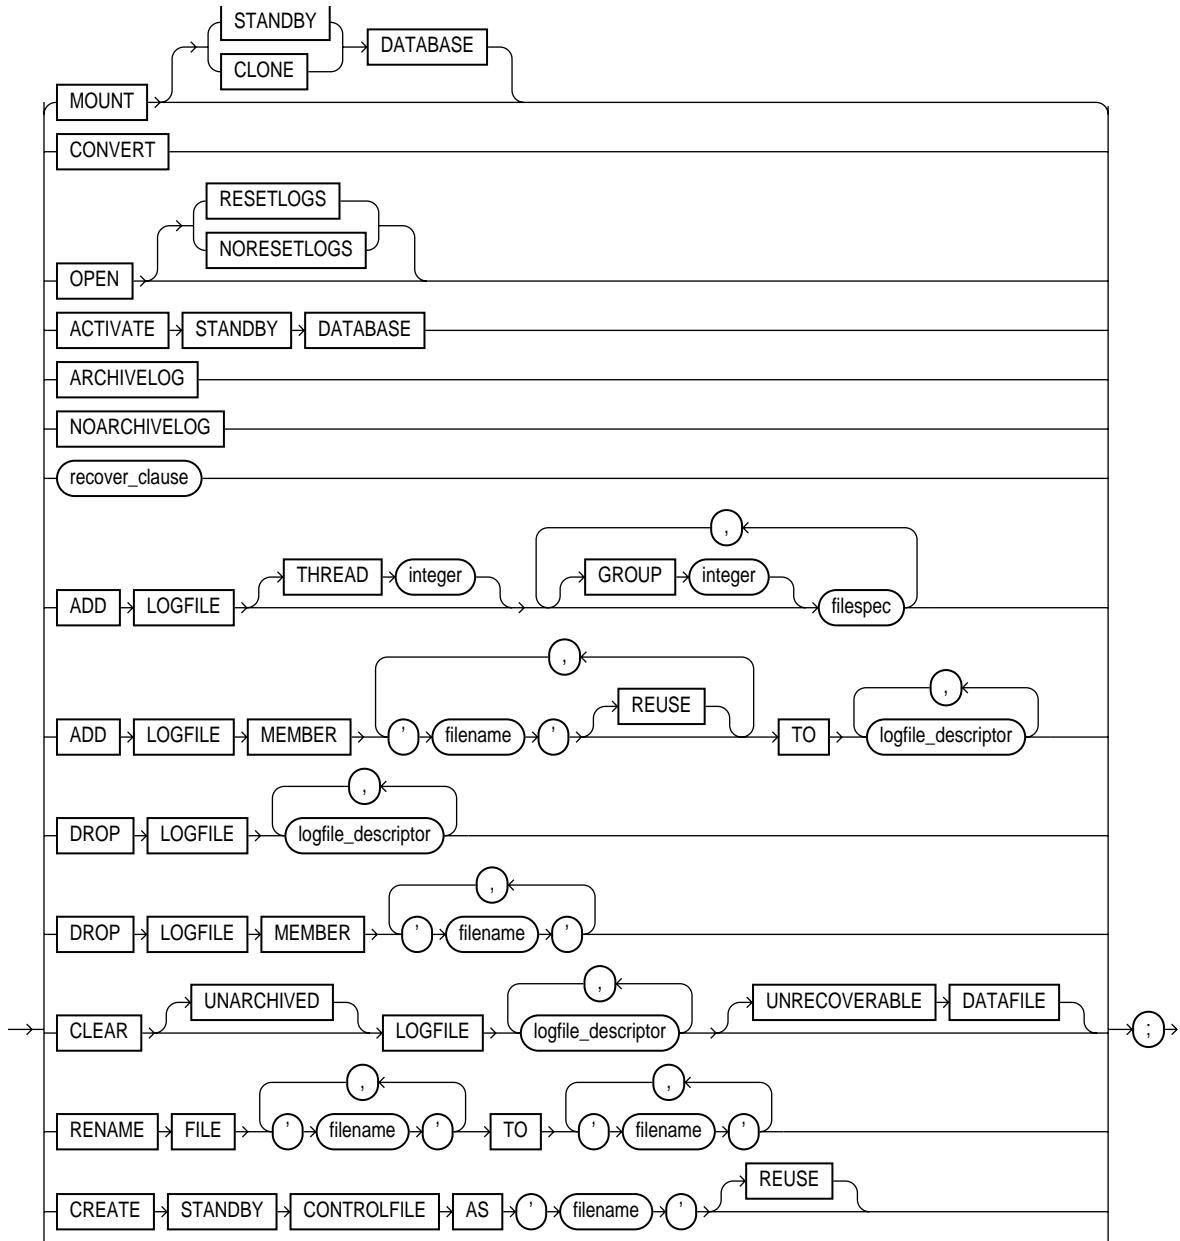 STANDBY
CLONE DATABASE
MOUNT
CONVERT
RESETLOGS
NORESETLOGS
OPEN
ACTIVATE STANDBY DATABASE
ARCHIVELOG
NOARCHIVELOG
recover_clause
,
THREAD integer GROUP integer
ADD LOGFILE filespec
, ,
REUSE
ADD LOGFILE MEMBER ' filename ' TO logfile_descriptor
,
DROP LOGFILE logfile_descriptor
,
DROP LOGFILE MEMBER ' filename '
,
UNARCHIVED UNRECOVERABLE DATAFILE
CLEAR LOGFILE logfile_descriptor ;
, ,
RENAME FILE ' filename ' TO ' filename '
REUSE
CREATE STANDBY CONTROLFILE AS ' filename '